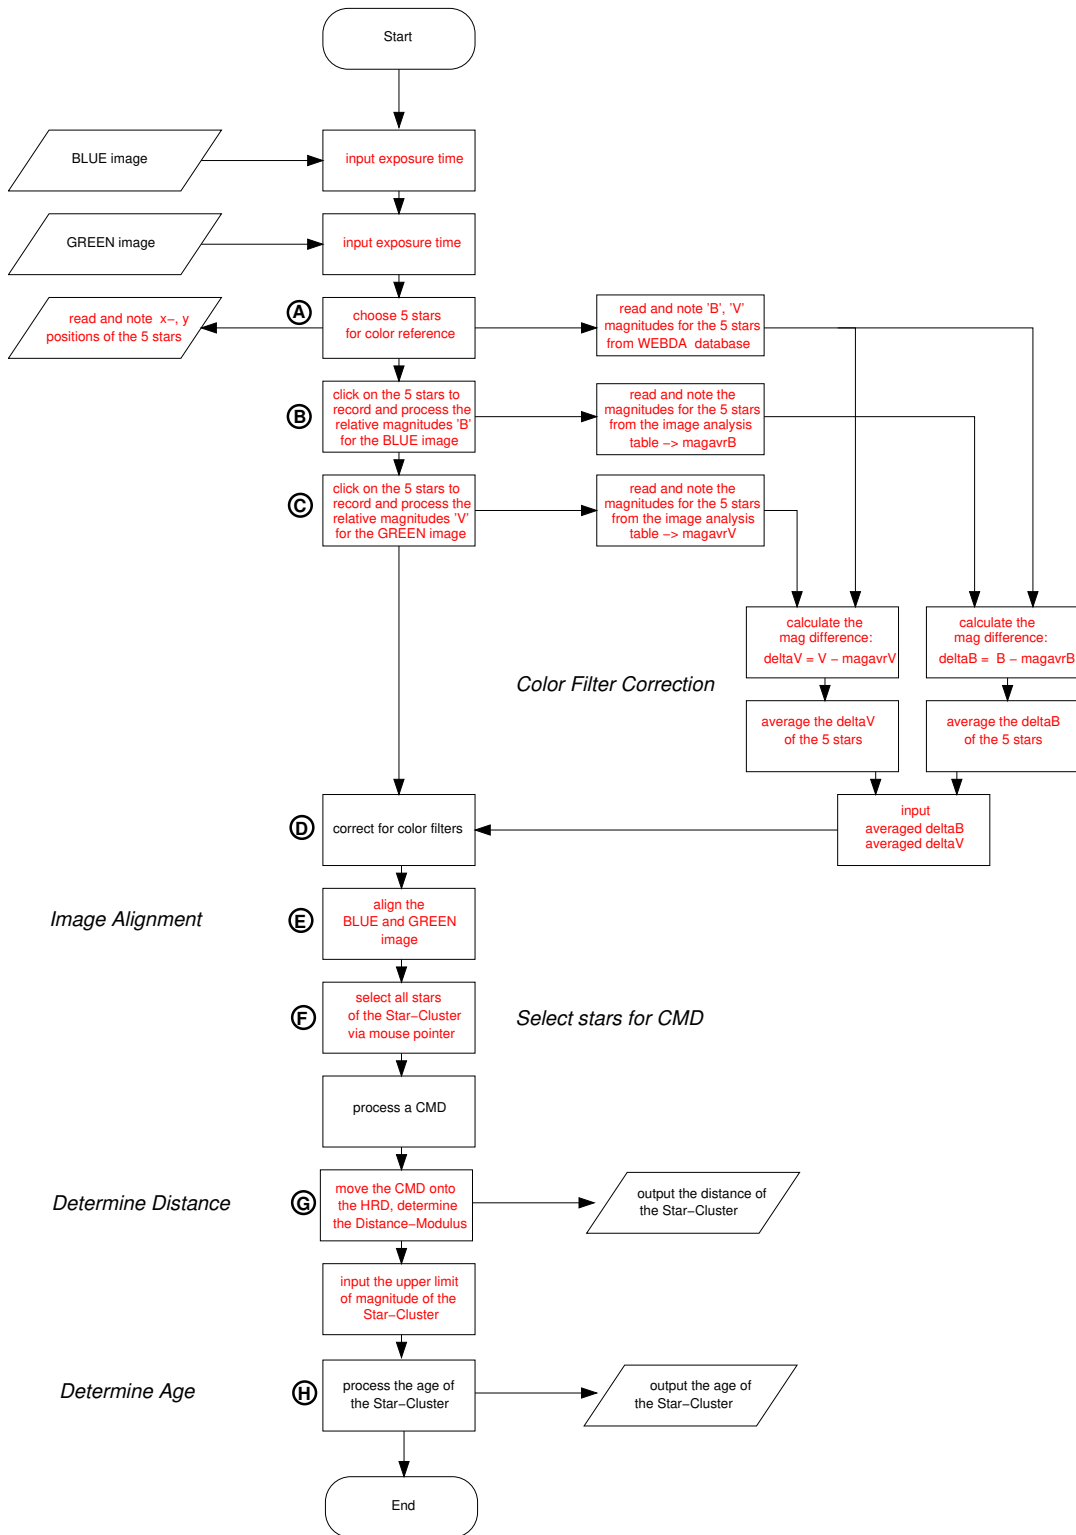 Start
BLUE image
input exposure time
GREEN image
input exposure time
read and note x−, y
positions of the 5 stars
A
choose 5 stars
for color reference
read and note 'B', 'V'
magnitudes for the 5 stars
from WEBDA database
B
click on the 5 stars to
record and process the
relative magnitudes 'B'
for the BLUE image
read and note the
magnitudes for the 5 stars
from the image analysis
table −> magavrB
C
click on the 5 stars to
record and process the
relative magnitudes 'V'
for the GREEN image
read and note the
magnitudes for the 5 stars
from the image analysis
table −> magavrV
calculate the
mag difference:
deltaV = V − magavrV
calculate the
mag difference:
deltaB = B − magavrB
Color Filter Correction
average the deltaV
of the 5 stars
average the deltaB
of the 5 stars
D
correct for color filters
input
averaged deltaB
averaged deltaV
Image Alignment
E
align the
BLUE and GREEN
image
F
select all stars
of the Star−Cluster
via mouse pointer
Select stars for CMD
process a CMD
Determine Distance
G
move the CMD onto
the HRD, determine
the Distance−Modulus
output the distance of
the Star−Cluster
input the upper limit
of magnitude of the
Star−Cluster
Determine Age
H
process the age of
the Star−Cluster
output the age of
the Star−Cluster
End